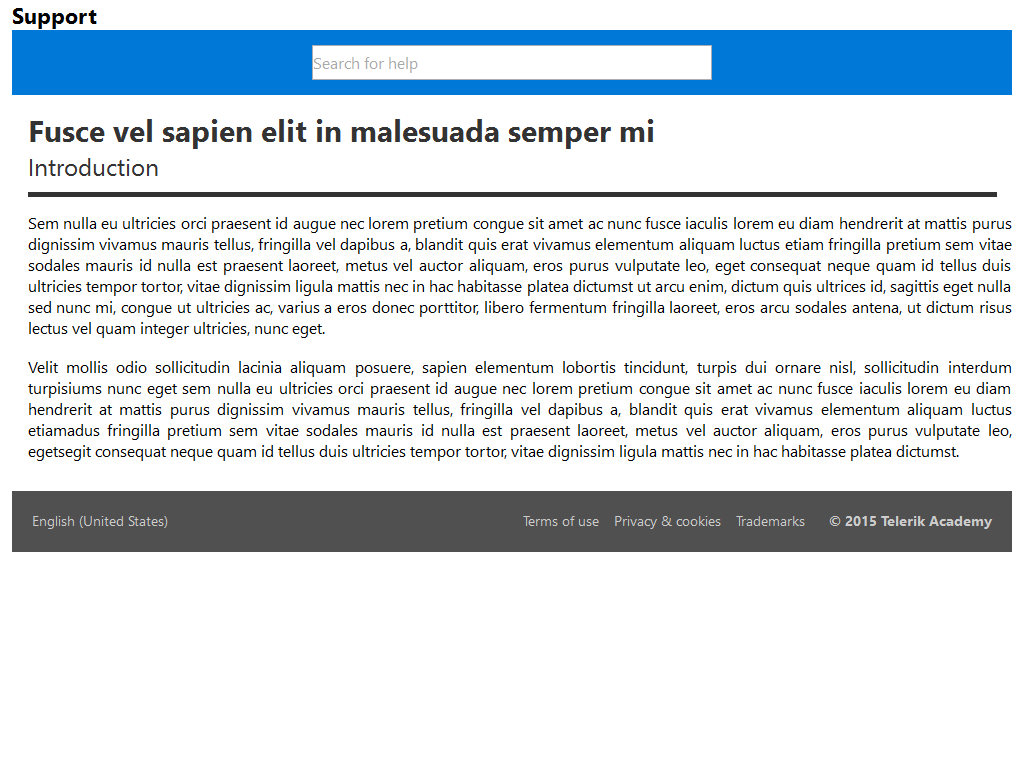 Support
Search for help
Fusce vel sapien elit in malesuada semper mi
Introduction
Sem nulla eu ultricies orci praesent id augue nec lorem pretium congue sit amet ac nunc fusce iaculis lorem eu diam hendrerit at mattis purus
dignissim vivamus mauris tellus, fringilla vel dapibus a, blandit quis erat vivamus elementum aliquam luctus etiam fringilla pretium sem vitae
sodales mauris id nulla est praesent laoreet, metus vel auctor aliquam, eros purus vulputate leo, eget consequat neque quam id tellus duis
ultricies tempor tortor, vitae dignissim ligula mattis nec in hac habitasse platea dictumst ut arcu enim, dictum quis ultrices id, sagittis eget nulla
sed nunc mi, congue ut ultricies ac, varius a eros donec porttitor, libero fermentum fringilla laoreet, eros arcu sodales antena, ut dictum risus
lectus vel quam integer ultricies, nunc eget.
Velit mollis odio sollicitudin lacinia aliquam posuere, sapien elementum lobortis tincidunt, turpis dui ornare nisl, sollicitudin interdum
turpisiums nunc eget sem nulla eu ultricies orci praesent id augue nec lorem pretium congue sit amet ac nunc fusce iaculis lorem eu diam
hendrerit at mattis purus dignissim vivamus mauris tellus, fringilla vel dapibus a, blandit quis erat vivamus elementum aliquam luctus
etiamadus fringilla pretium sem vitae sodales mauris id nulla est praesent laoreet, metus vel auctor aliquam, eros purus vulputate leo,
egetsegit consequat neque quam id tellus duis ultricies tempor tortor, vitae dignissim ligula mattis nec in hac habitasse platea dictumst.
English (United States) Terms of use Privacy & cookies Trademarks © 2015 Telerik Academy